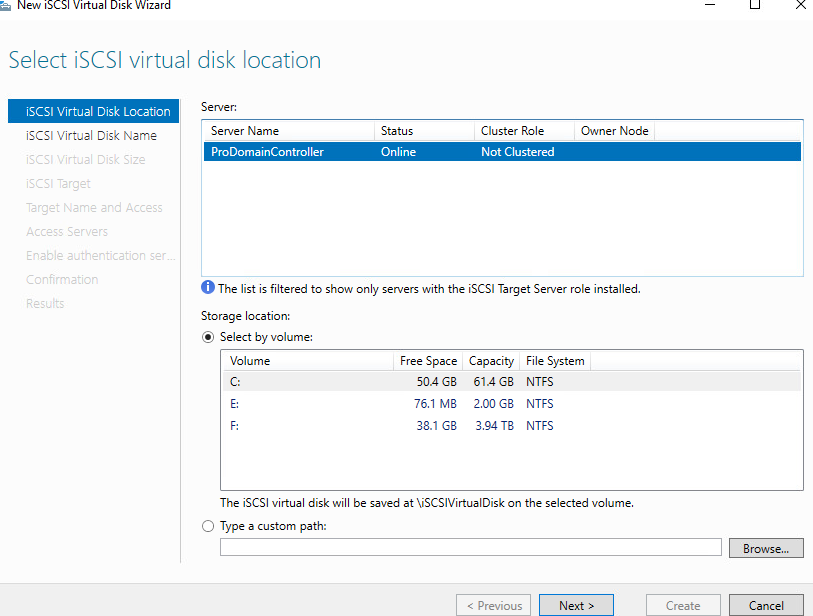 New iSCSI Virtual Disk Wizard
Select iSCSI virtual disk location
iSCSI Virtual Disk Location
iSCSI Virtual Disk Name
iSCSI Virtual Disk Size
iSCSI Target
Target Name and Access
Access Servers
Enable authentication ser...
Confirmation
Results
Server:
Server Name Status Cluster Role Owner Node
ProDomainController Online Not Clustered
The list is filtered to show only servers with the iSCSI Target Server role installed.
Storage location:
Select by volume:
Volume Free Space Capacity File System
C: 50.4 GB 61.4 GB NTFS
E: 76.1 MB 2.00 GB NTFS
F: 38.1 GB 3.94 TB NTFS
The iSCSI virtual disk will be saved at \iSCSIVirtualDisk on the selected volume.
Type a custom path:
Browse...
< Previous Next > Create Cancel